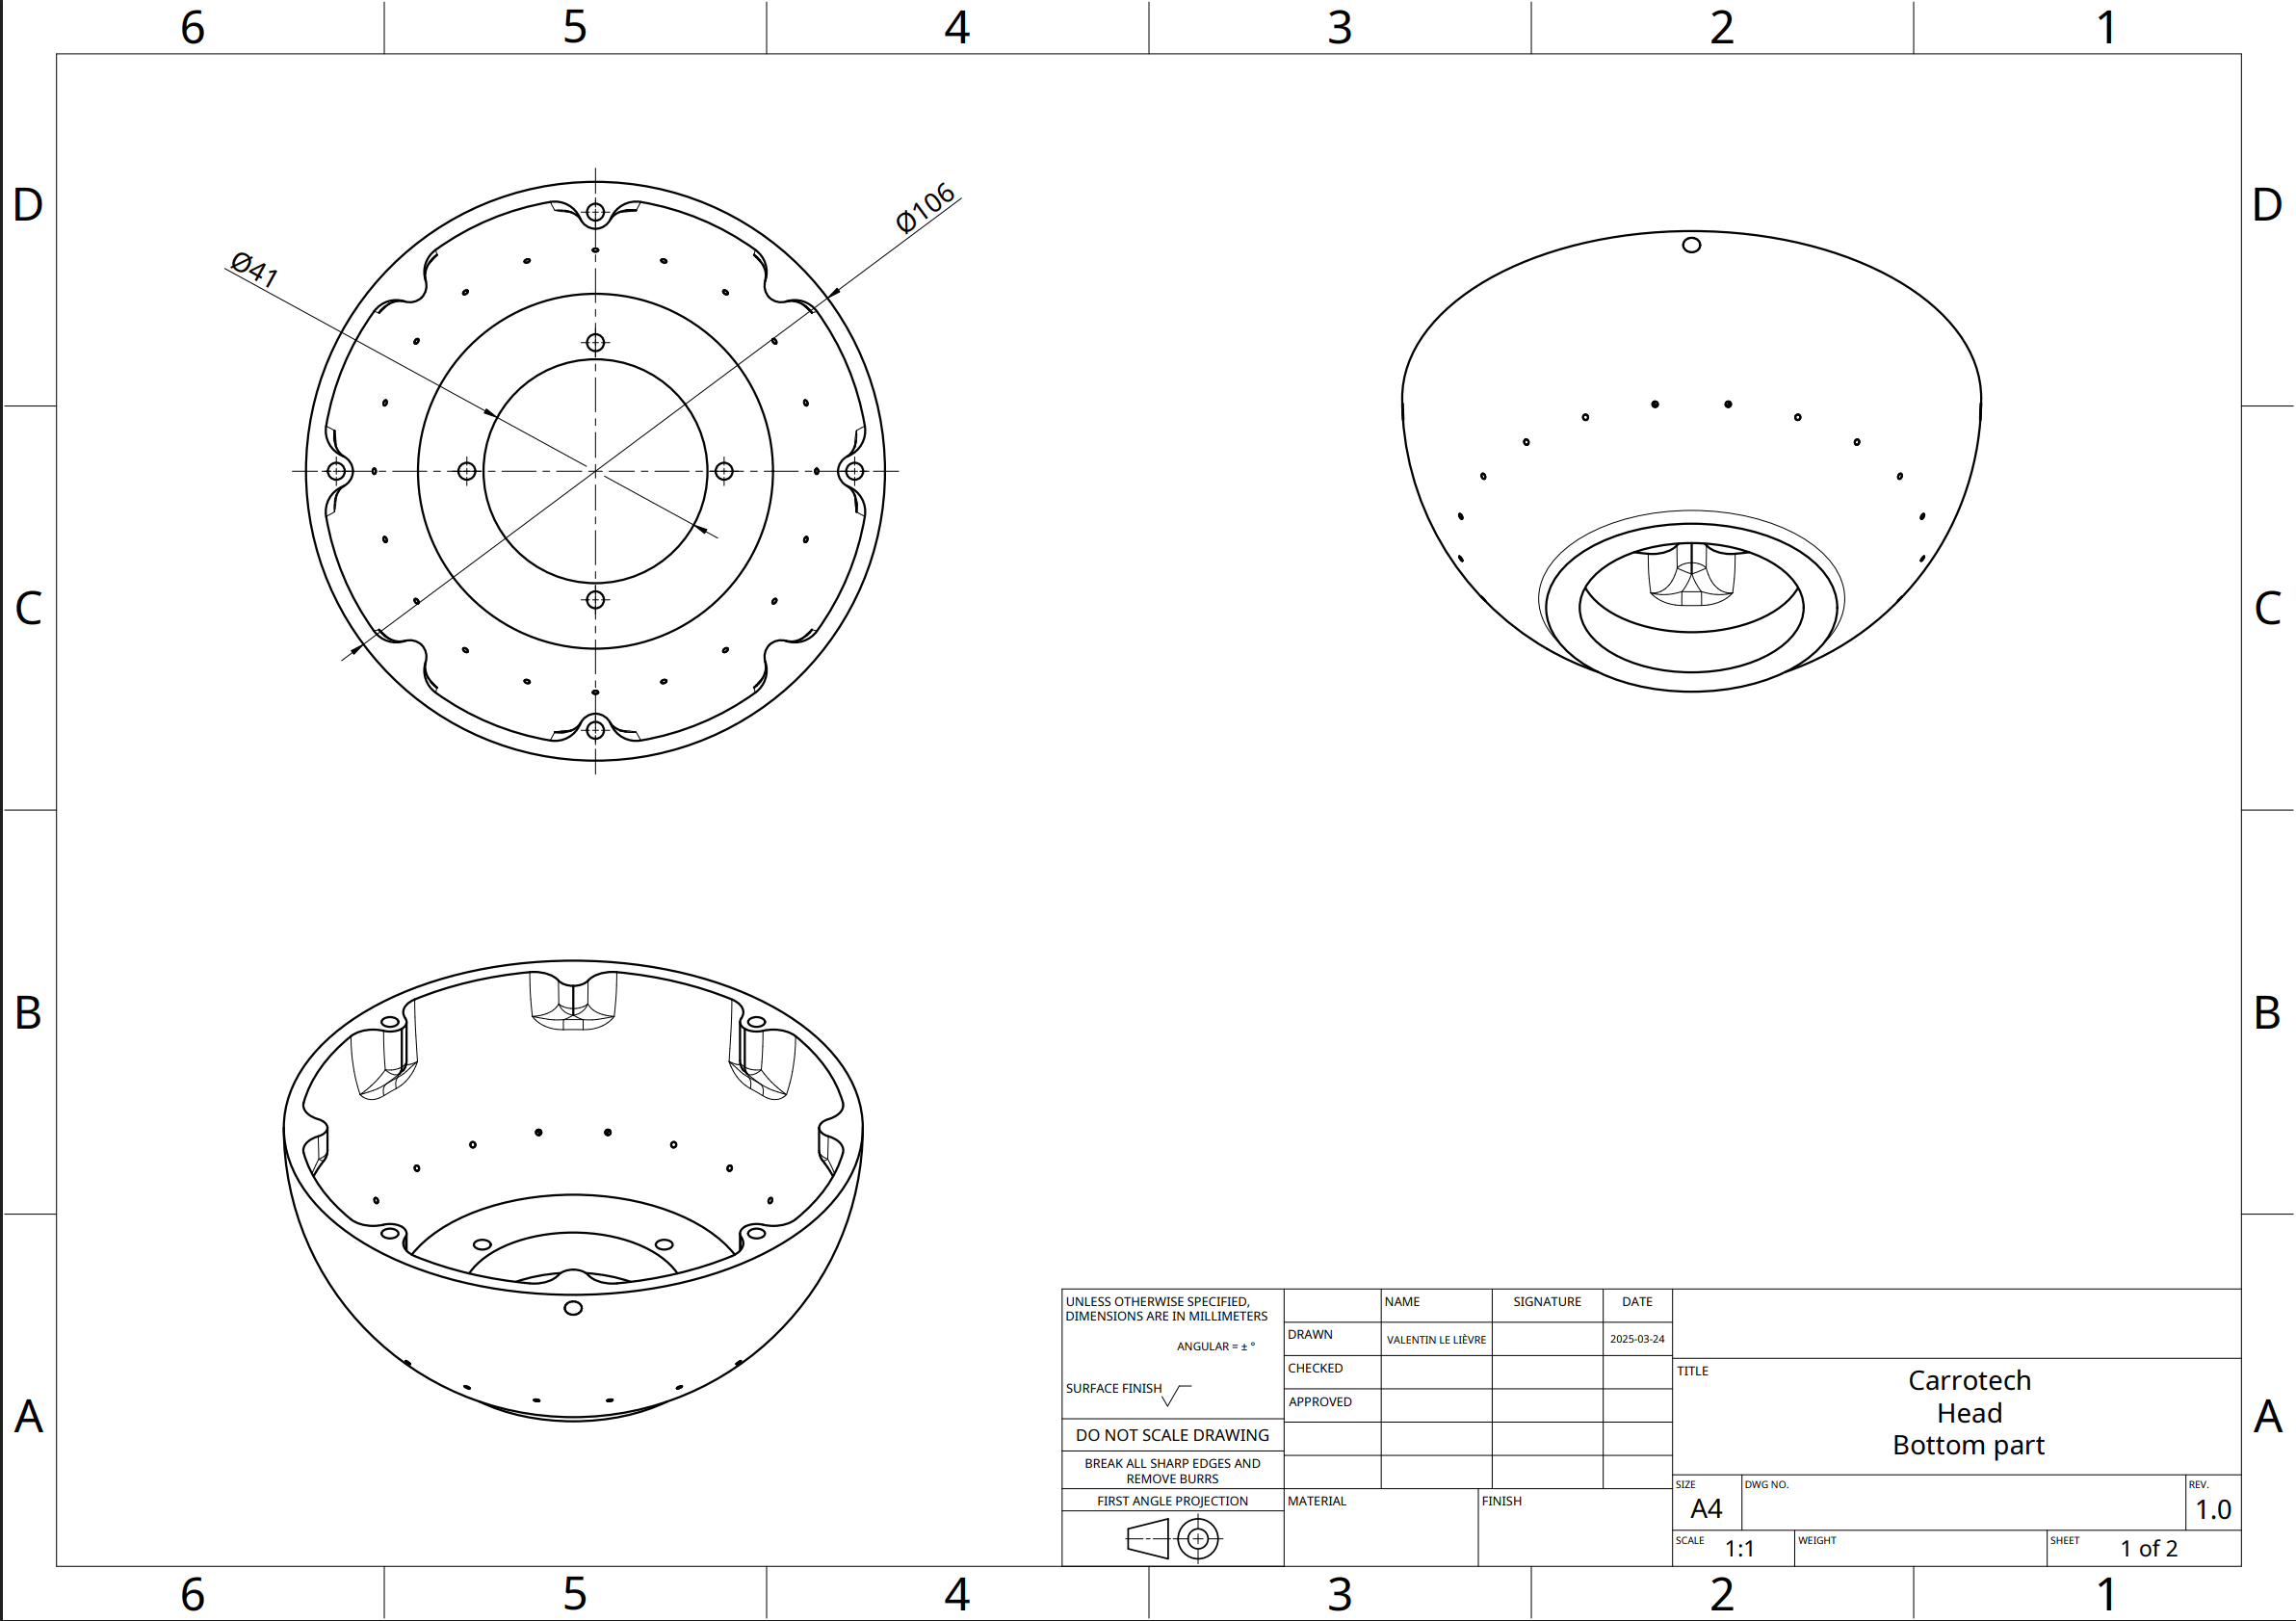 6 5 4 3 2 1
D D
Ø41
Ø106
C C
B B
A A
UNLESS OTHERWISE SPECIFIED,
DIMENSIONS ARE IN MILLIMETERS
ANGULAR = ± °
SURFACE FINISH
DO NOT SCALE DRAWING
BREAK ALL SHARP EDGES AND
REMOVE BURRS
FIRST ANGLE PROJECTION
NAME SIGNATURE DATE
DRAWN VALENTIN LE LIÈVRE 2025-03-24
CHECKED
APPROVED
MATERIAL FINISH
TITLE
Carrotech
Head
Bottom part
SIZE DWG NO. REV.
A4 1.0
SCALE 1:1 WEIGHT SHEET 1 of 2
6 5 4 3 2 1